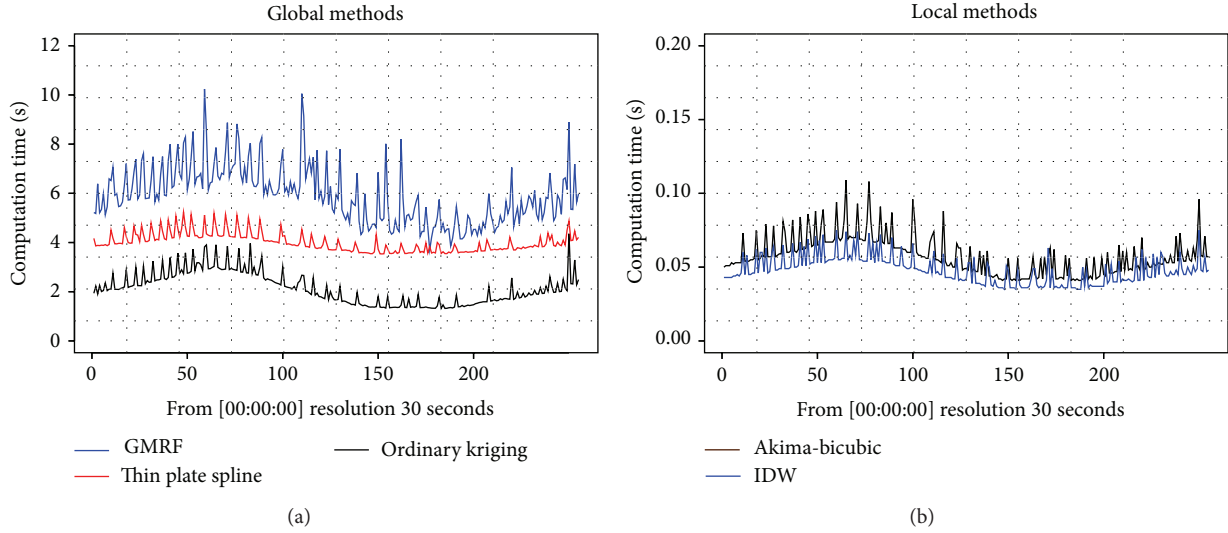 Global methods
12
10
8
6
4
2
0
Computation time (s)
0 50 100 150 200
From [00:00:00] resolution 30 seconds
GMRF
Ordinary kriging
Thin plate spline
(a)
Local methods
0.20
0.15
0.10
0.05
0.00
Computation time (s)
0 50 100 150 200
From [00:00:00] resolution 30 seconds
Akima-bicubic
IDW
(b)